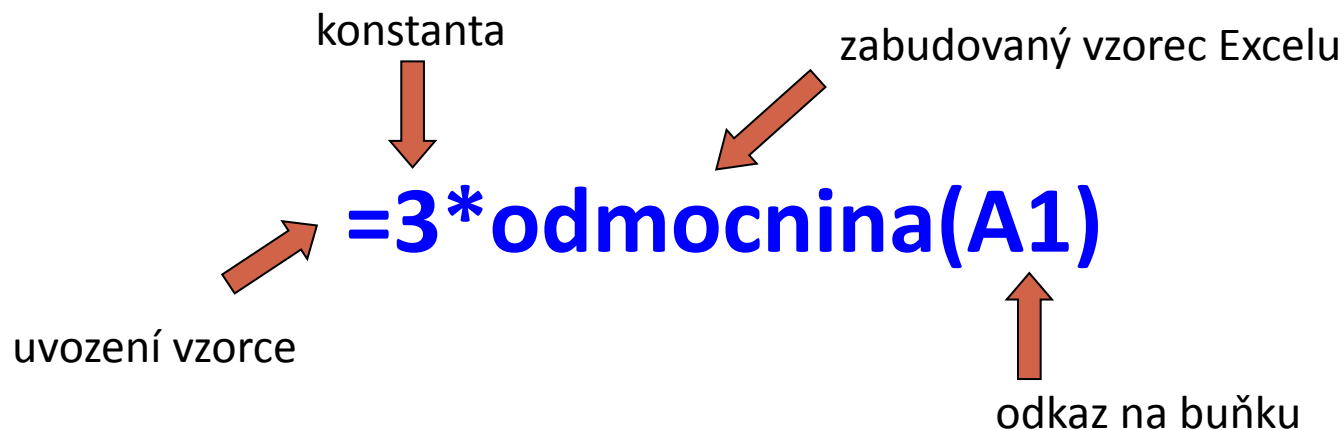 konstanta
zabudovaný vzorec Excelu
=3*odmocnina(A1)
uvození vzorce
odkaz na buňku